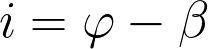 i = φ − β